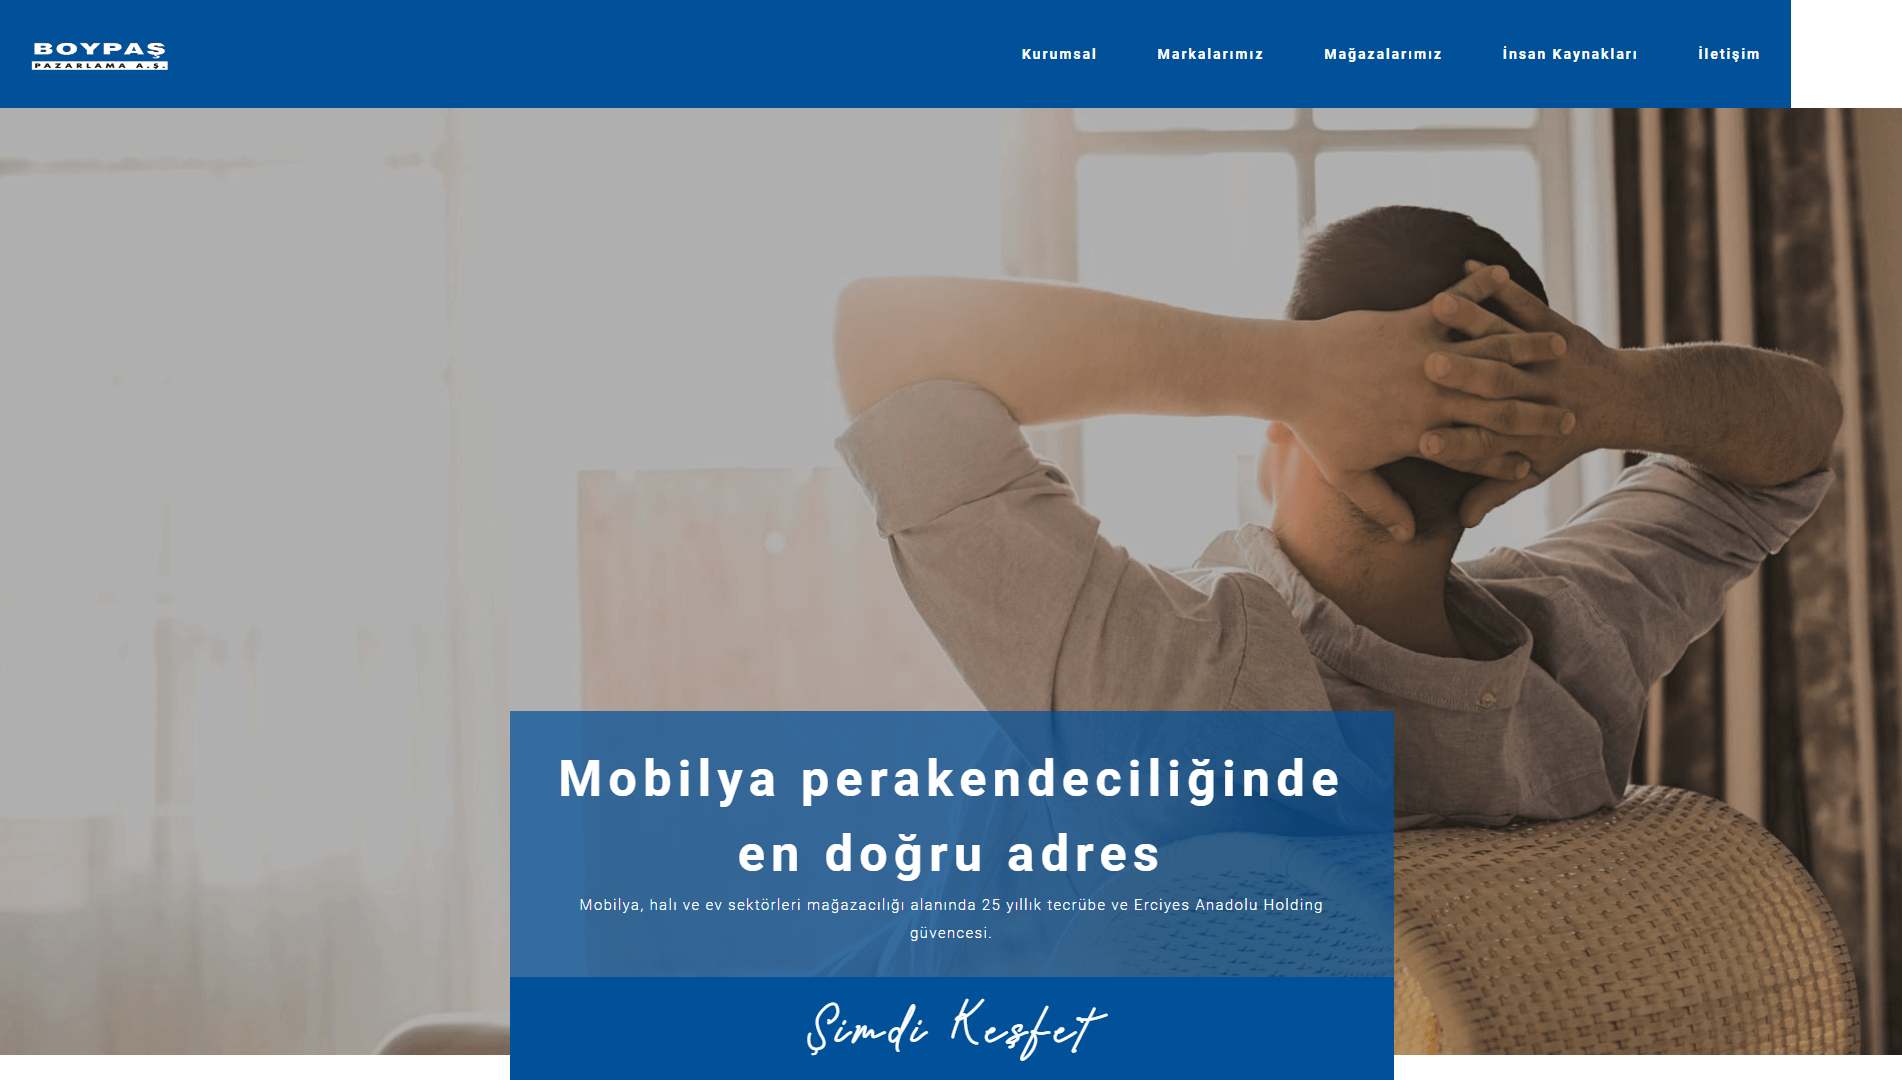 BOYPAŞ
PAZARLAMA A.Ş.
Kurumsal
Markalarımız
Mağazalarımız
İnsan Kaynakları
İletişim
Mobilya perakendeciliğinde
en doğru adres
Mobilya, halı ve ev sektörleri mağazacılığı alanında 25 yıllık tecrübe ve Erciyes Anadolu Holding
güvencesi.
Şimdi Keşfet